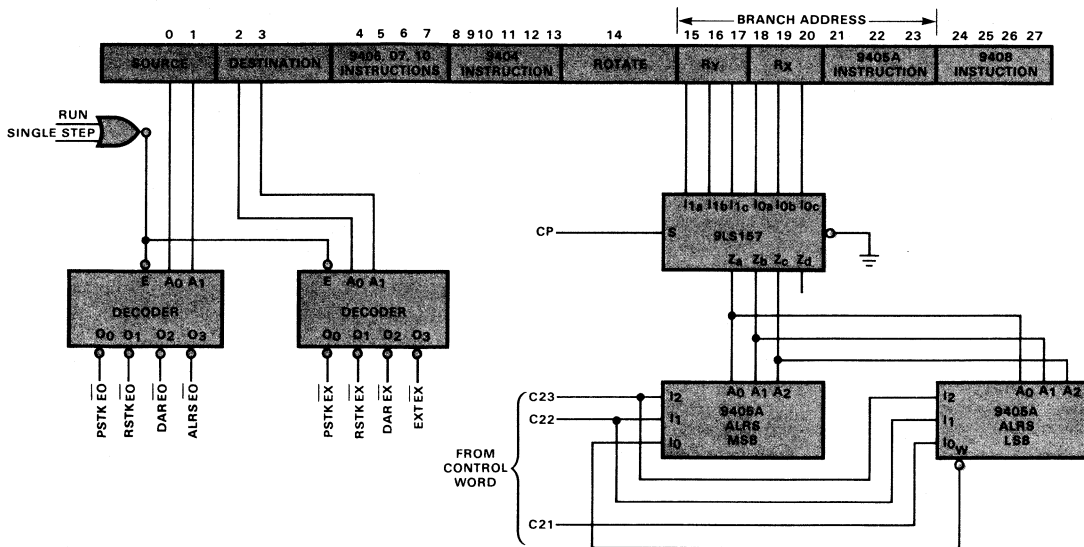 BRANCH ADDRESS
0 1 2 3 4 5 6 7 8 9 10 11 12 13 14 15 16 17 18 19 20 21 22 23 24 25 26 27
SOURCE
DESTINATION
9406, 07, 10
INSTRUCTIONS
9404
INSTRUCTION
ROTATE
Ry
Rx
9405A
INSTRUCTION
9408
INSTUCTION
RUN
SINGLE STEP
I1a I1b I1c I0a I0b I0c
CP
S
9LS157
Za Zb Zc Zd
E A0 A1
DECODER
O0 O1 O2 O3
PSTK EO
RSTK EO
DAR EO
ALRS EO
E A0 A1
DECODER
O0 O1 O2 O3
PSTK EX
RSTK EX
DAR EX
EXT EX
FROM
CONTROL
WORD
C23
C22
C21
A0 A1 A2
I2
I1
I0
9405A
ALRS
MSB
A0 A1 A2
I2
I1
I0
W
9405A
ALRS
LSB